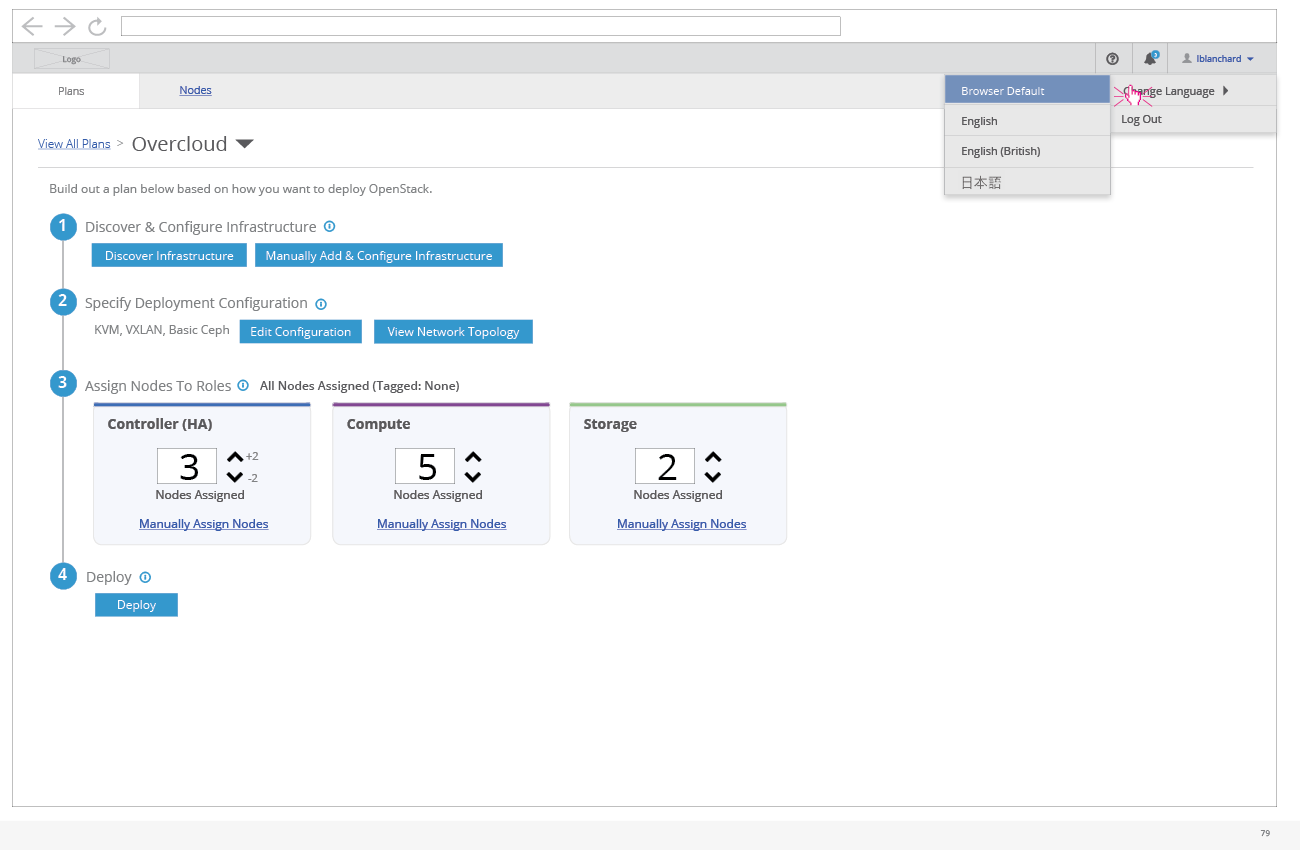 Logo
3
lblanchard
Plans
Nodes
Browser Default
Change Language
English
Log Out
English (British)
日本語
View All Plans > Overcloud
Build out a plan below based on how you want to deploy OpenStack.
1 Discover & Configure Infrastructure
Discover Infrastructure
Manually Add & Configure Infrastructure
2 Specify Deployment Configuration
KVM, VXLAN, Basic Ceph
Edit Configuration
View Network Topology
3 Assign Nodes To Roles
All Nodes Assigned (Tagged: None)
Controller (HA)
3
+2
-2
Nodes Assigned
Manually Assign Nodes
Compute
5
Nodes Assigned
Manually Assign Nodes
Storage
2
Nodes Assigned
Manually Assign Nodes
4 Deploy
Deploy
79